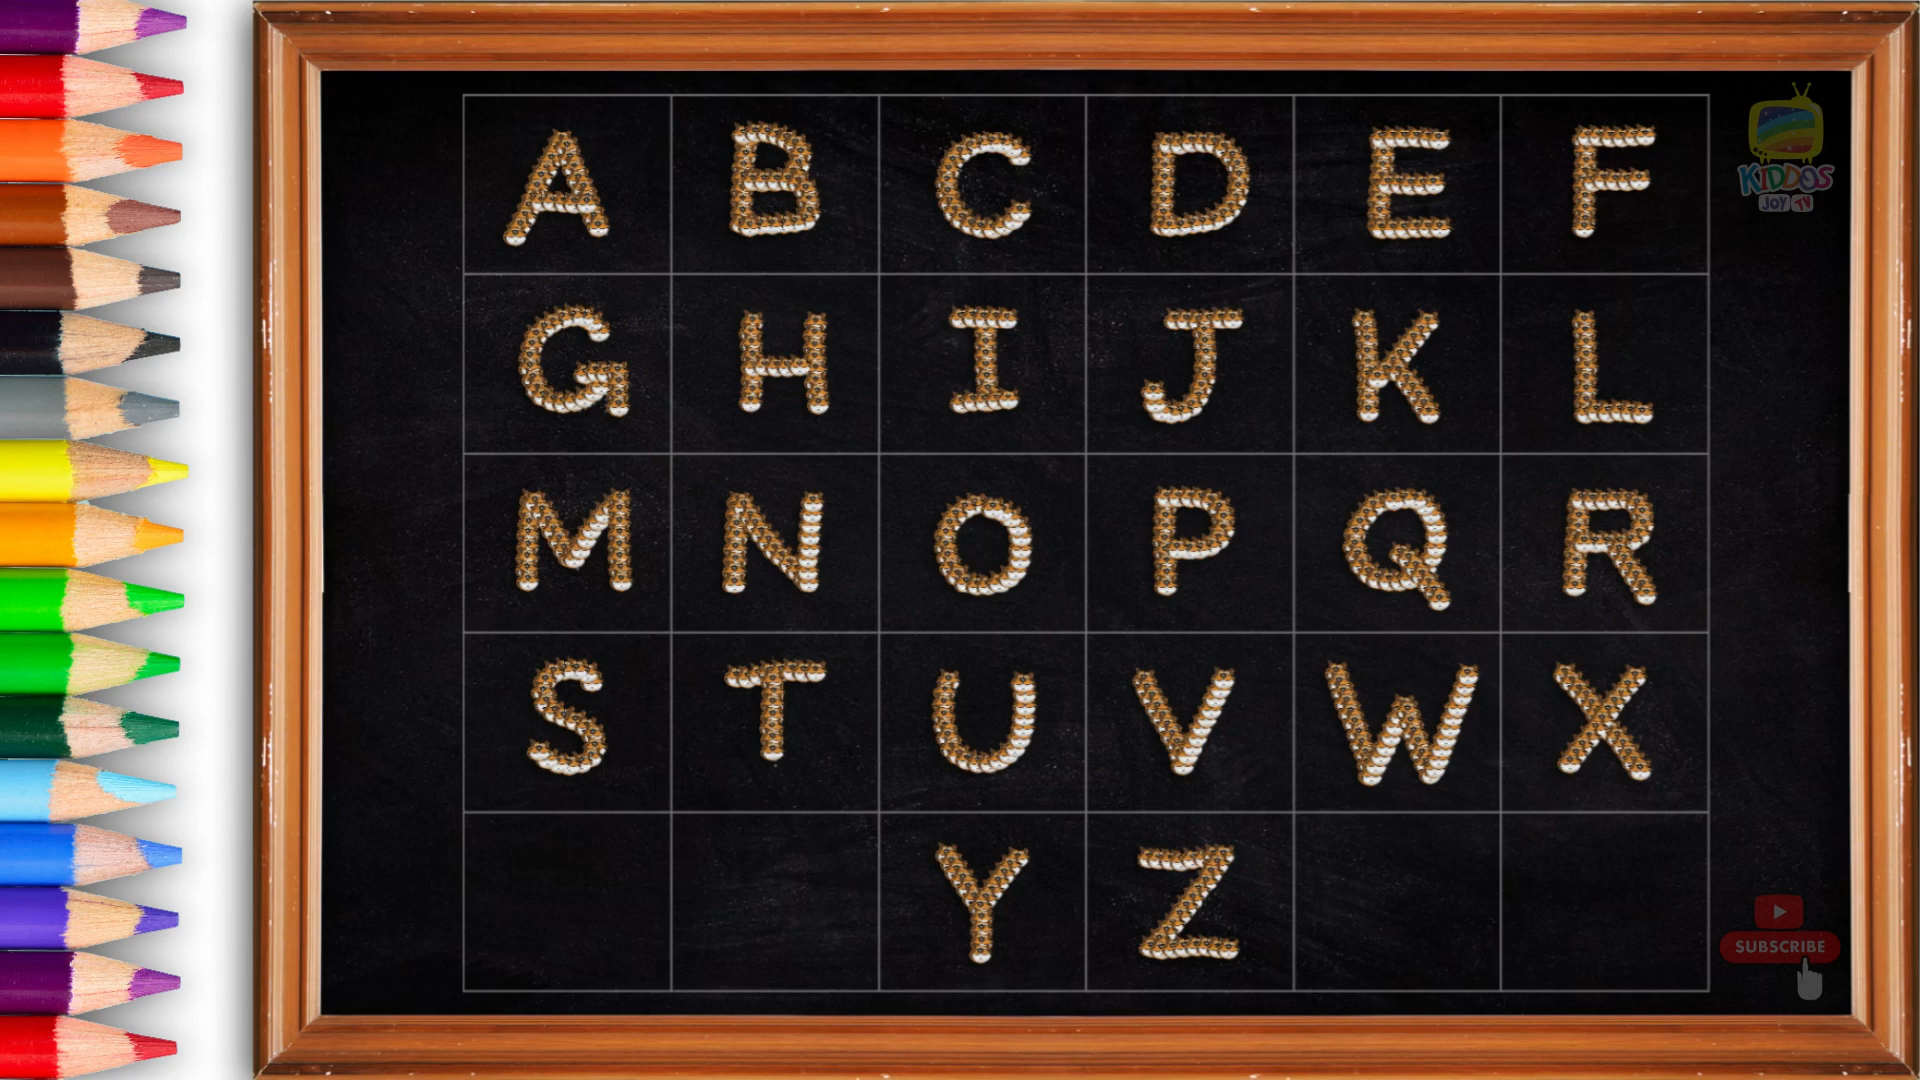 A B C D E F
KIDDOS
JOY TV
G H I J K L
M N O P Q R
S T U V W X
Y Z
SUBSCRIBE